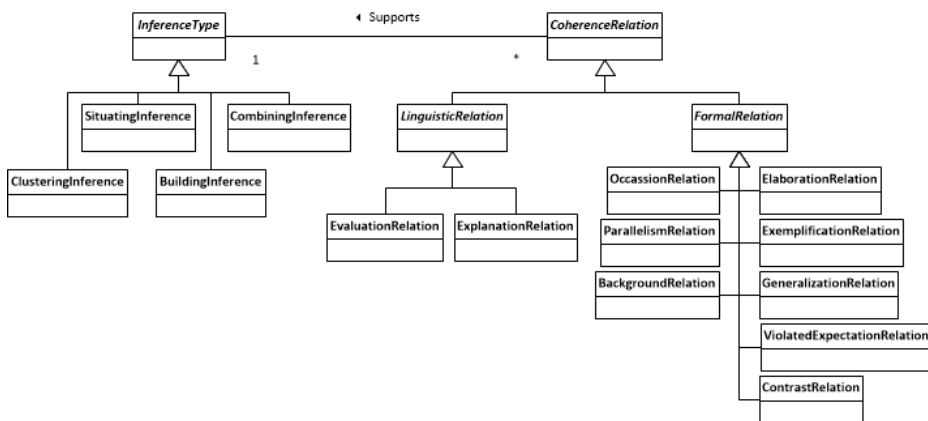 InferenceType
◂ Supports
CoherenceRelation
1
*
SituatingInference
CombiningInference
LinguisticRelation
FormalRelation
ClusteringInference
BuildingInference
OccassionRelation
ElaborationRelation
EvaluationRelation
ExplanationRelation
ParallelismRelation
ExemplificationRelation
BackgroundRelation
GeneralizationRelation
ViolatedExpectationRelation
ContrastRelation